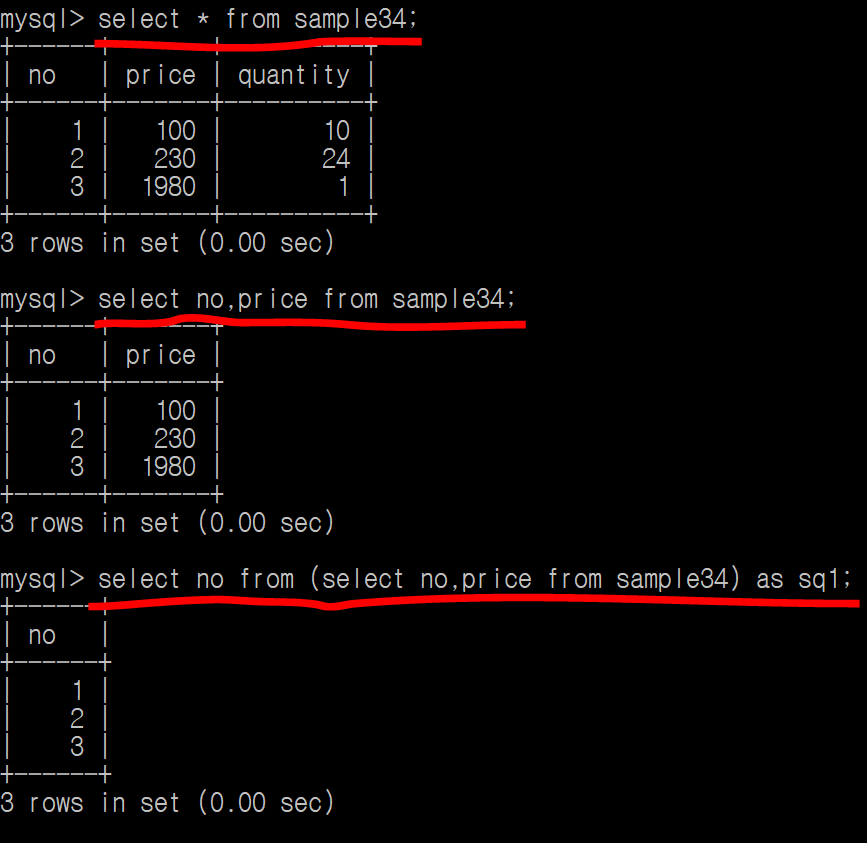 mysql> select * from sample34;
+------+-------+----------+
| no   | price | quantity |
+------+-------+----------+
|    1 |   100 |       10 |
|    2 |   230 |       24 |
|    3 |  1980 |        1 |
+------+-------+----------+
3 rows in set (0.00 sec)
mysql> select no,price from sample34;
+------+-------+
| no   | price |
+------+-------+
|    1 |   100 |
|    2 |   230 |
|    3 |  1980 |
+------+-------+
3 rows in set (0.00 sec)
mysql> select no from (select no,price from sample34) as sq1;
+------+
| no   |
+------+
|    1 |
|    2 |
|    3 |
+------+
3 rows in set (0.00 sec)